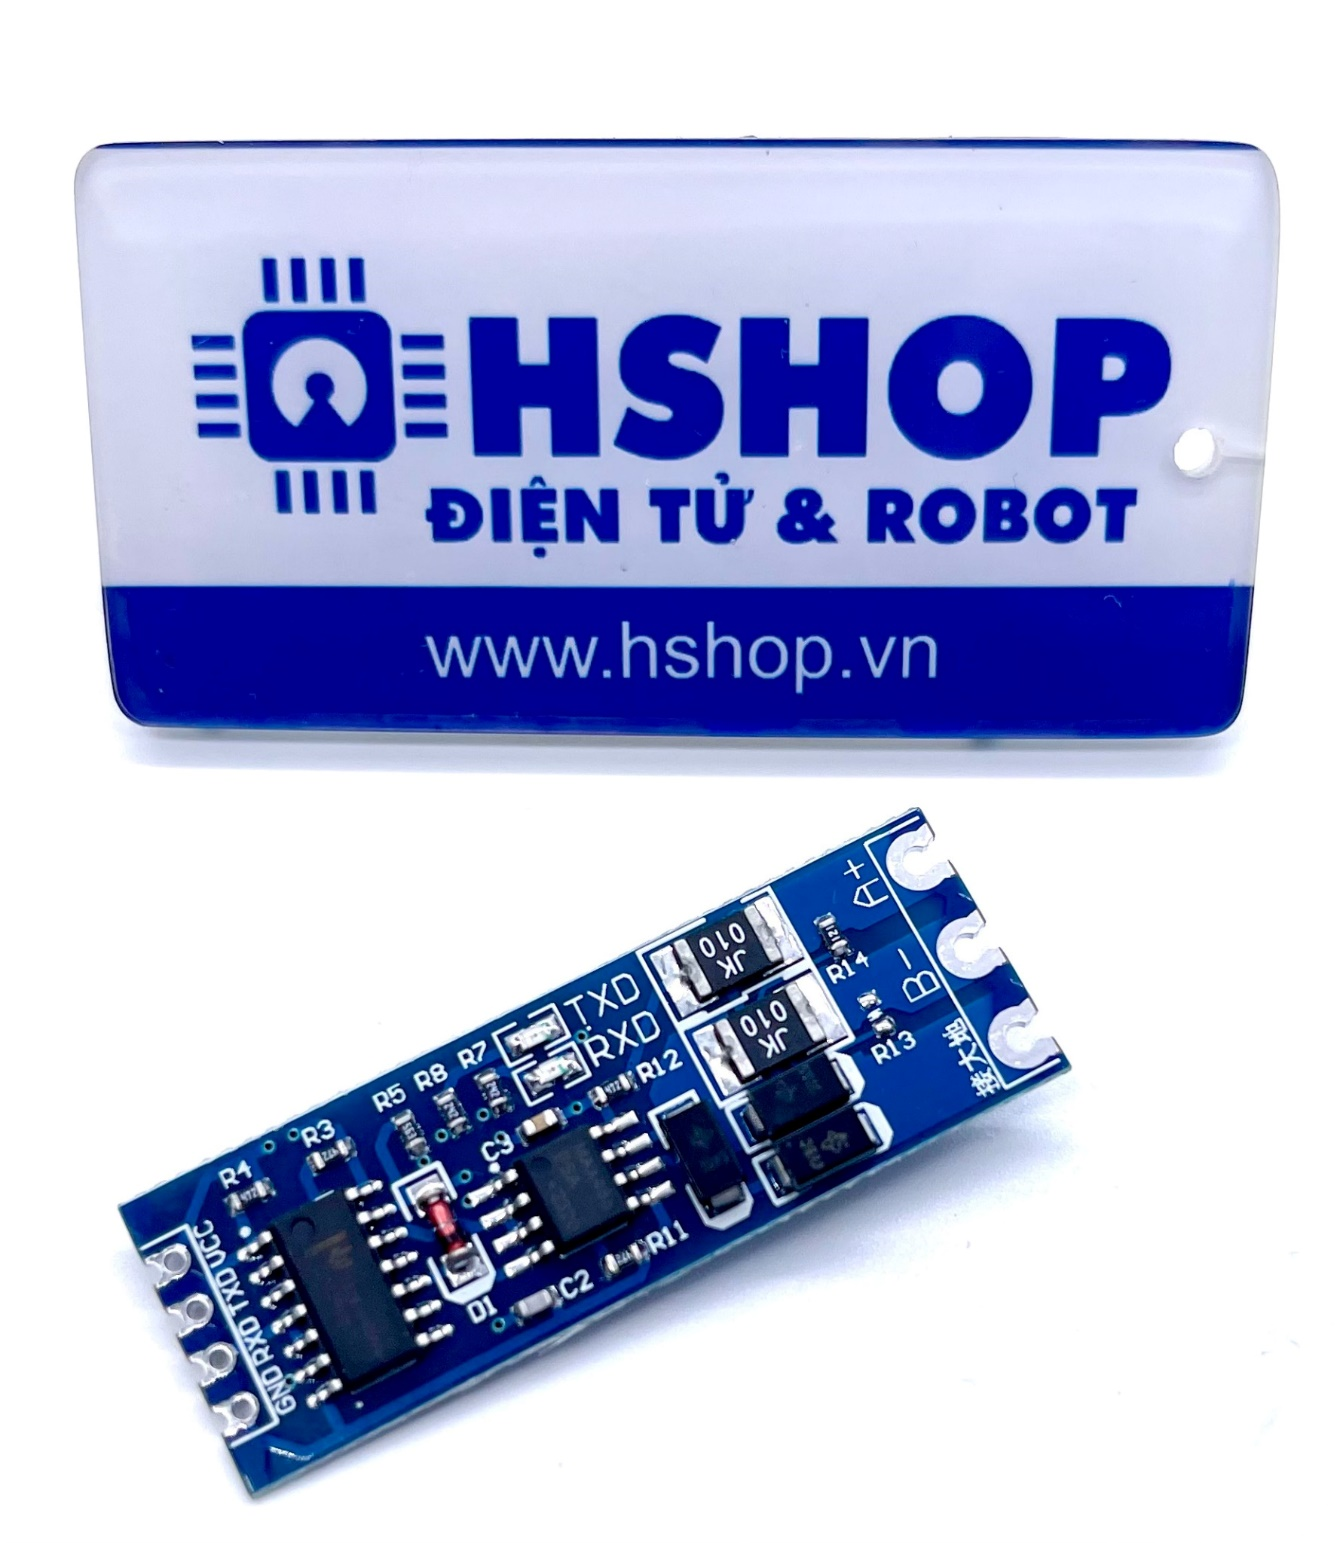 HSHOP
ĐIỆN TỬ & ROBOT
www.hshop.vn
A+
B-
接大地
R14
R13
JK
010
JK
010
TXD
RXD
R7
R8
R5
R12
R3
R4
C3
R11
C2
D1
VCC
TXD
RXD
GND